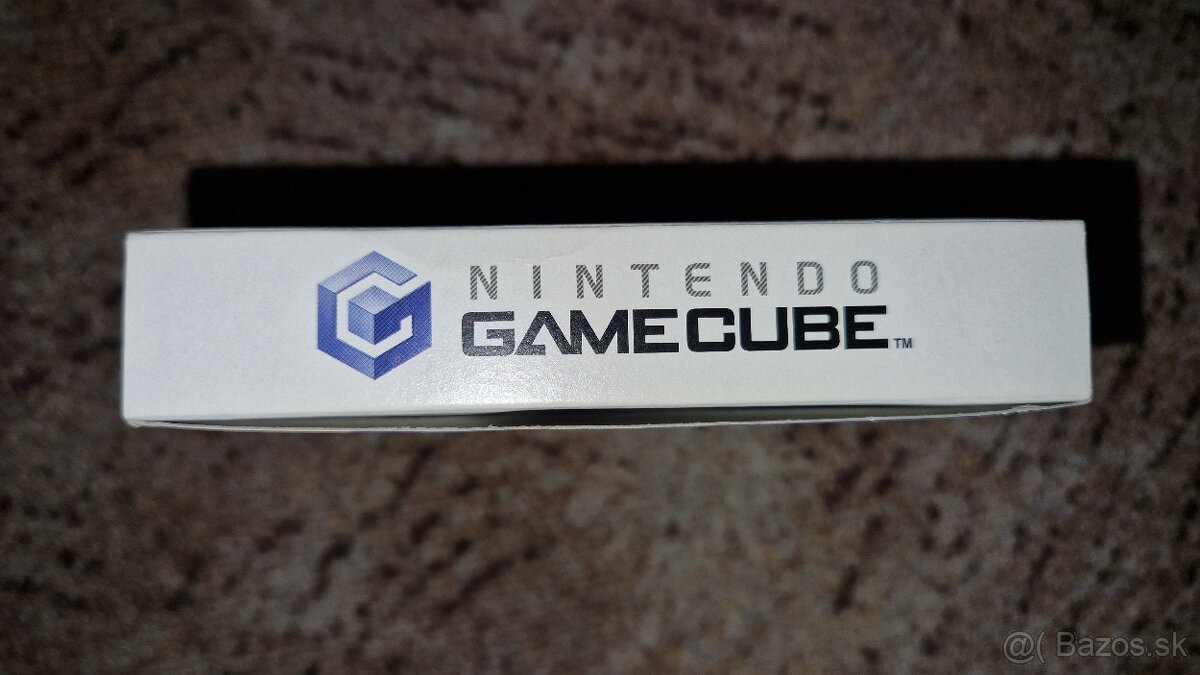 NINTENDO
GAMECUBE™
@( Bazos.sk